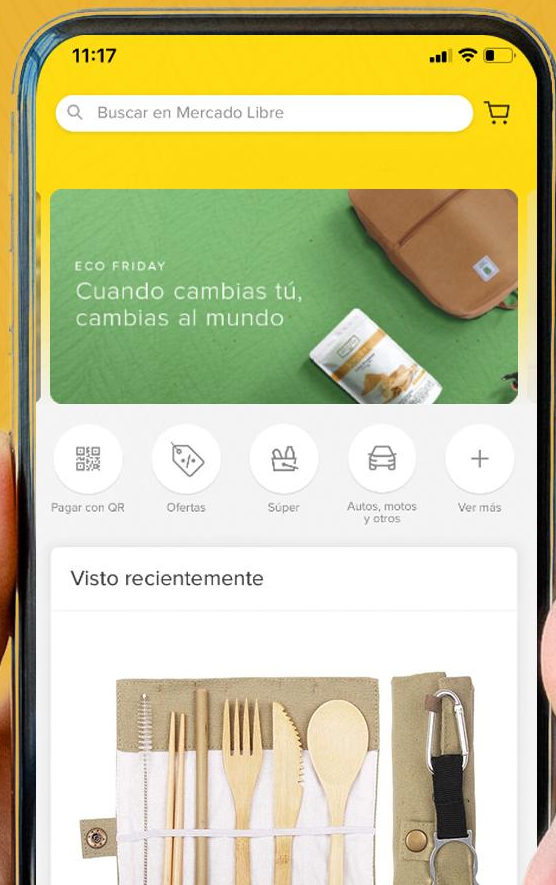 11:17
Buscar en Mercado Libre
ECO FRIDAY
Cuando cambias tú,
cambias al mundo
Pagar con QR
Ofertas
Súper
Autos, motos
y otros
Ver más
Visto recientemente